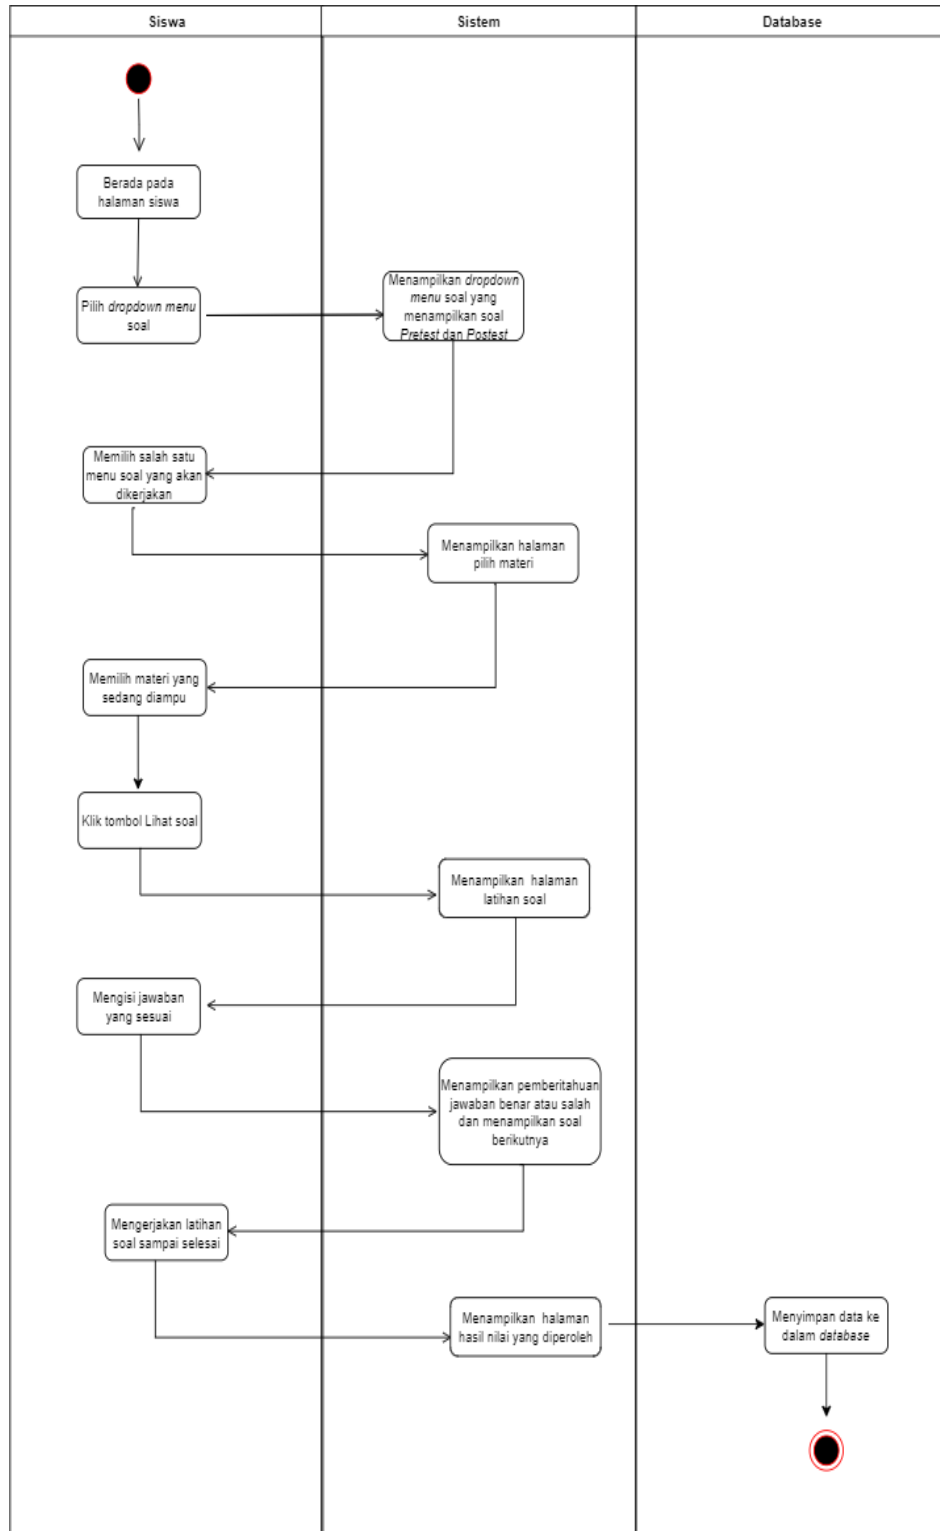 Siswa
Sistem
Database
Berada pada
halaman siswa
Pilih dropdown menu
soal
Menampilkan dropdown
menu soal yang
menampilkan soal
Pretest dan Postest
Memilih salah satu
menu soal yang akan
dikerjakan
Menampilkan halaman
pilih materi
Memilih materi yang
sedang diampu
Klik tombol Lihat soal
Menampilkan halaman
latihan soal
Mengisi jawaban
yang sesuai
Menampilkan pemberitahuan
jawaban benar atau salah
dan menampilkan soal
berikutnya
Mengerjakan latihan
soal sampai selesai
Menampilkan halaman
hasil nilai yang diperoleh
Menyimpan data ke
dalam database